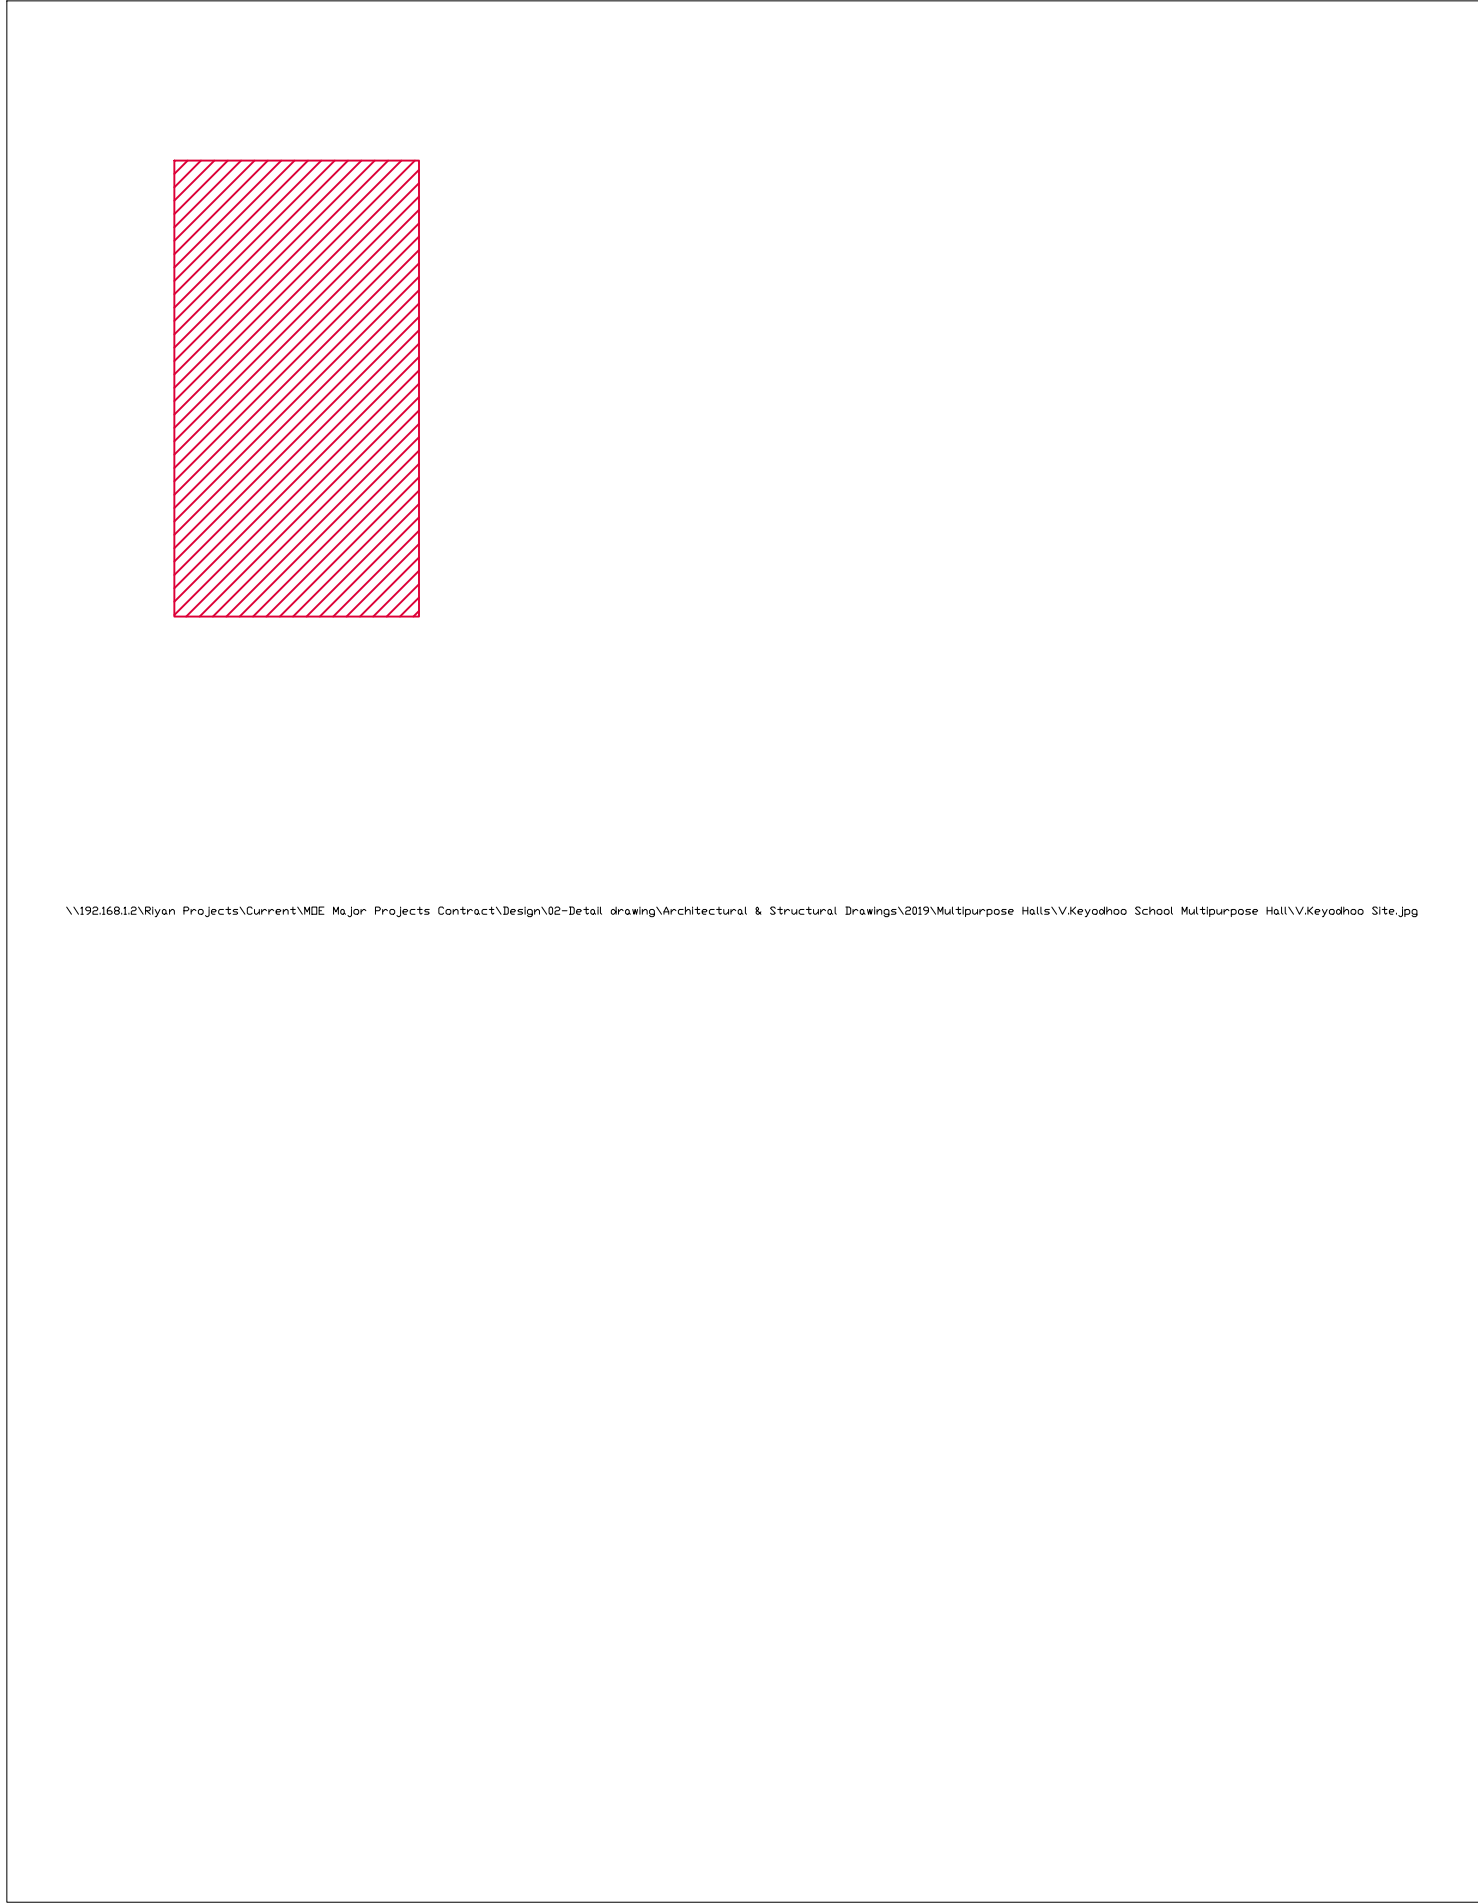 \\192.168.1.2\Riyan Projects\Current\MOE Major Projects Contract\Design\02-Detail drawing\Architectural & Structural Drawings\2019\Multipurpose Halls\V.Keyodhoo School Multipurpose Hall\V.Keyodhoo Site.jpg